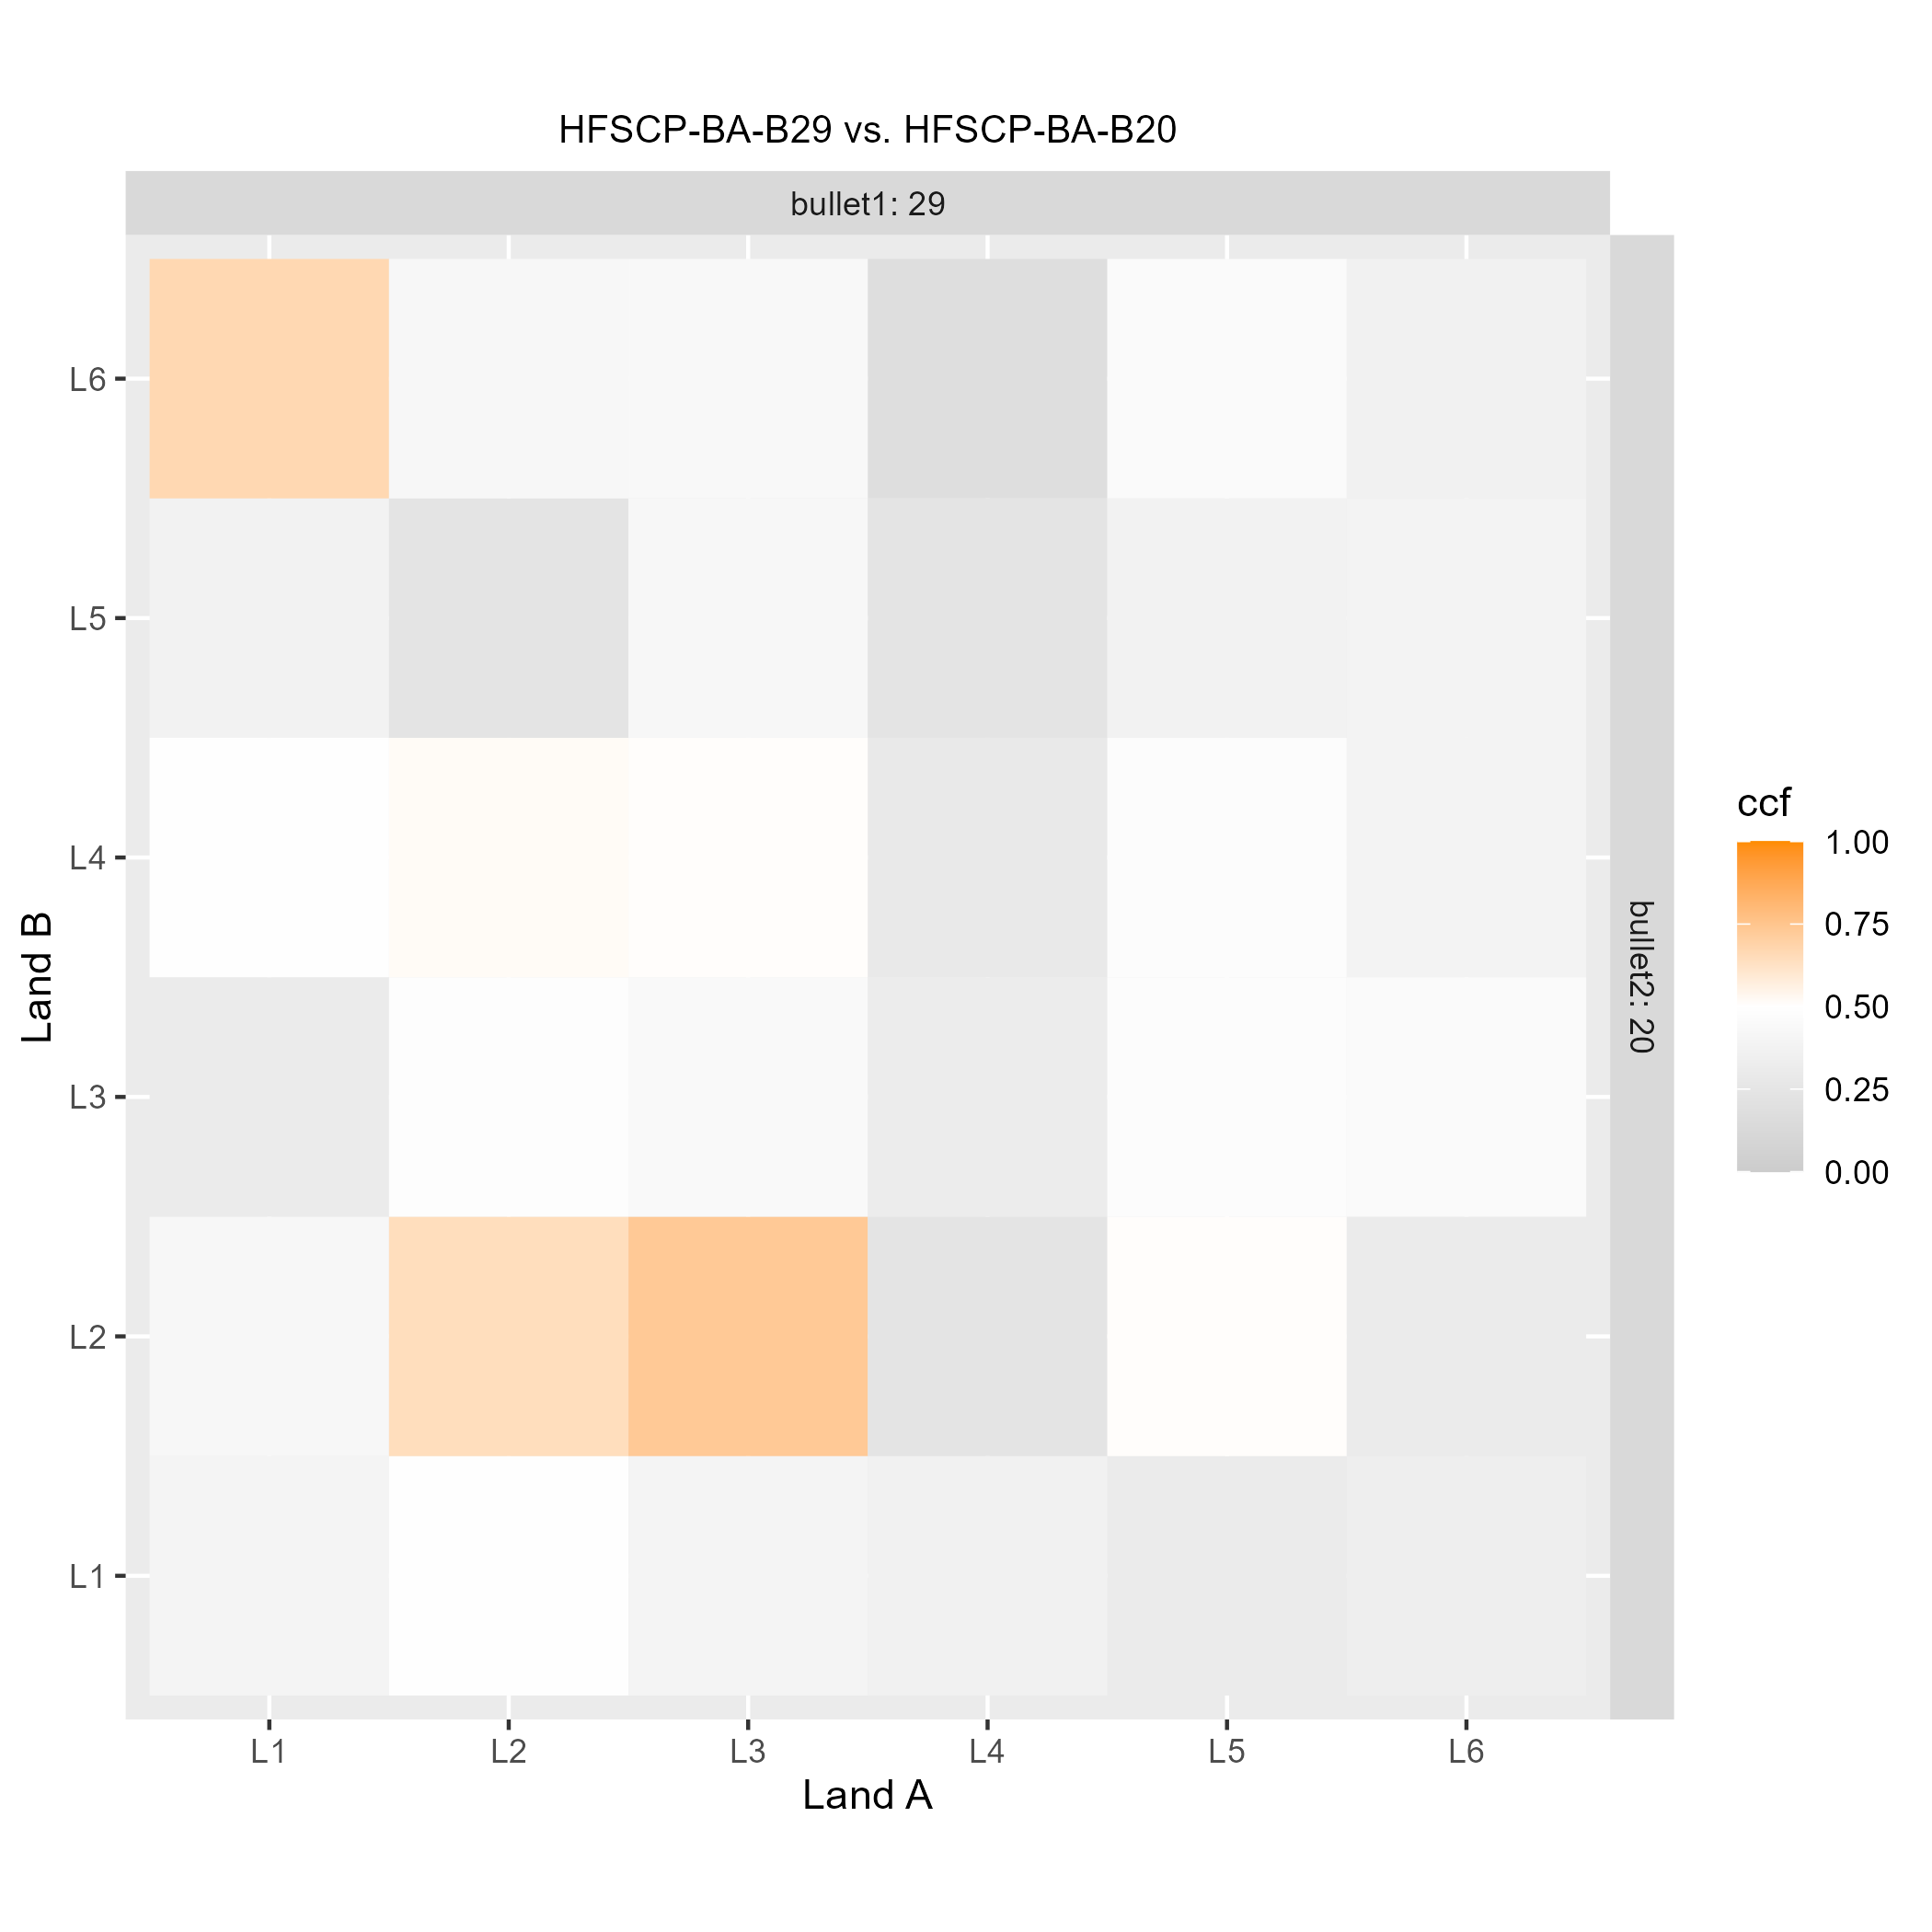 HFSCP-BA-B29 vs. HFSCP-BA-B20
bullet1: 29
L6
L5
L4
L3
L2
L1
Land B
bullet2: 20
L1 L2 L3 L4 L5 L6
Land A
ccf
1.00
0.75
0.50
0.25
0.00